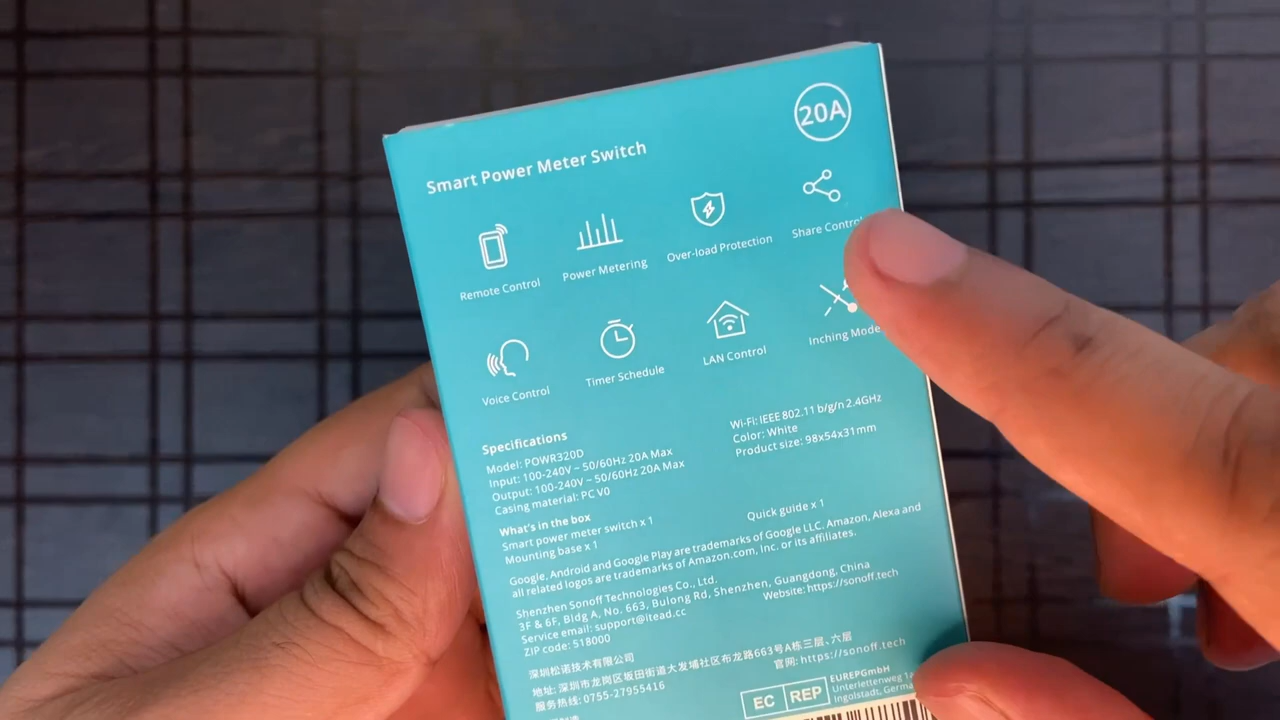 20A
Smart Power Meter Switch
Remote Control
Power Metering
Over-load Protection
Share Control
Voice Control
Timer Schedule
LAN Control
Inching Mode
Specifications
Model: POWR320D
Input: 100-240V ~ 50/60Hz 20A Max
Output: 100-240V ~ 50/60Hz 20A Max
Casing material: PC V0
Wi-Fi: IEEE 802.11 b/g/n 2.4GHz
Color: White
Product size: 98x54x31mm
What's in the box
Smart power meter switch x 1
Mounting base x 1
Quick guide x 1
Google, Android and Google Play are trademarks of Google LLC. Amazon, Alexa and
all related logos are trademarks of Amazon.com, Inc. or its affiliates.
Shenzhen Sonoff Technologies Co., Ltd.
3F & 6F, Bldg A, No. 663, Bulong Rd, Shenzhen, Guangdong, China
Service email: support@itead.cc
Website: https://sonoff.tech
ZIP code: 518000
深圳松诺技术有限公司
地址: 深圳市龙岗区坂田街道大发埔社区布龙路663号A栋三层、六层
服务热线: 0755-27955416
官网: https://sonoff.tech
EC REP
EUREPGmbH
Unterlettenweg
Ingolstadt,